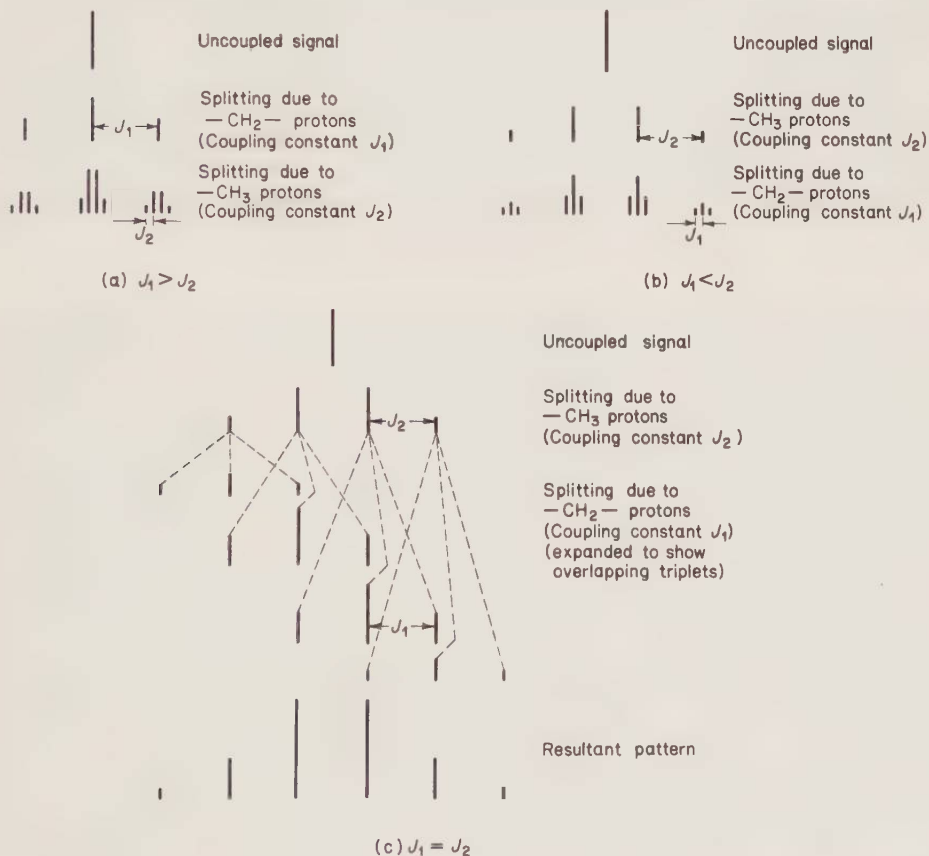 Uncoupled signal
Splitting due to
—CH₂— protons
(Coupling constant J₁)
J₁
Splitting due to
—CH₃ protons
(Coupling constant J₂)
J₂
(a) J₁ > J₂
Uncoupled signal
Splitting due to
—CH₃ protons
(Coupling constant J₂)
J₂
Splitting due to
—CH₂— protons
(Coupling constant J₁)
J₁
(b) J₁ < J₂
Uncoupled signal
Splitting due to
—CH₃ protons
(Coupling constant J₂)
J₂
Splitting due to
—CH₂— protons
(Coupling constant J₁)
(expanded to show
overlapping triplets)
J₁
Resultant pattern
(c) J₁ = J₂